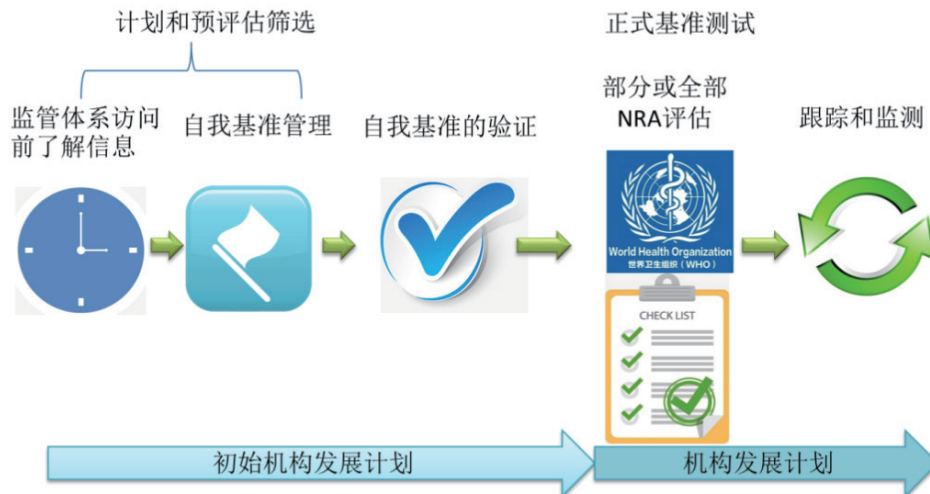 计划和预评估筛选
正式基准测试
监管体系访问
前了解信息
自我基准管理
自我基准的验证
部分或全部
NRA评估
跟踪和监测
World Health Organization
世界卫生组织（WHO）
CHECK LIST
初始机构发展计划
机构发展计划